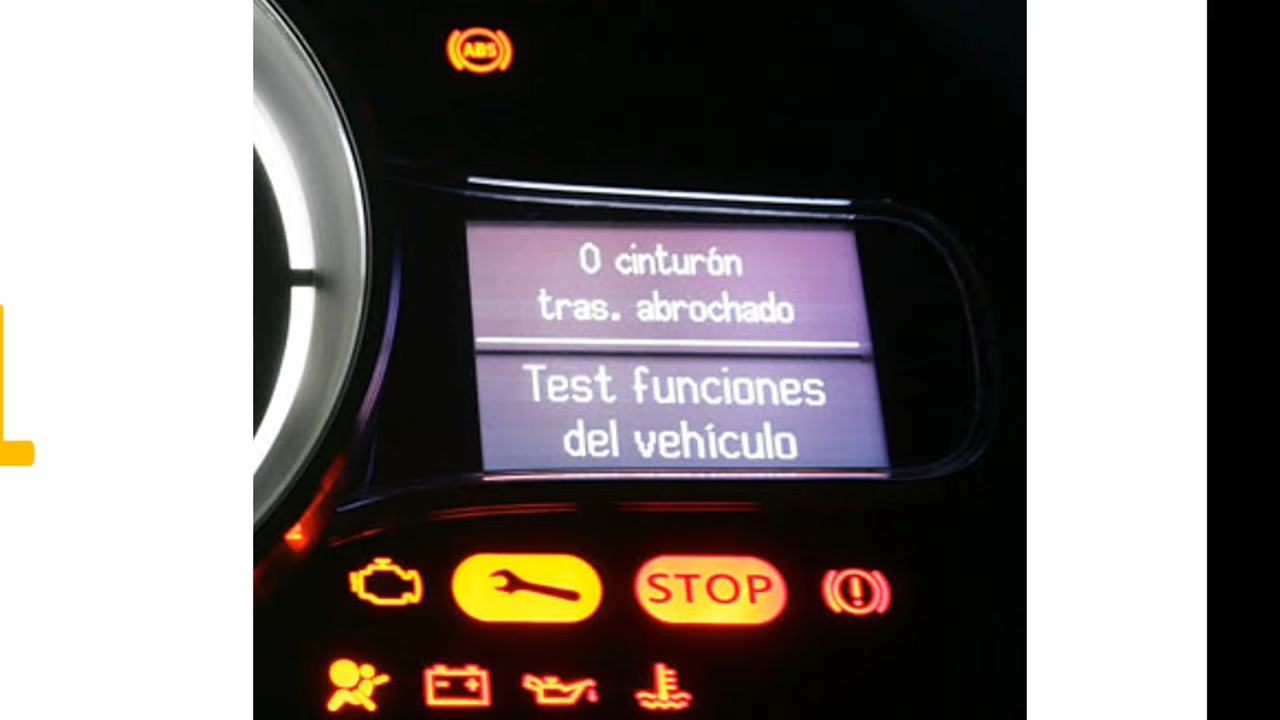 ABS
0 cinturón
tras. abrochado
Test funciones
del vehículo
STOP